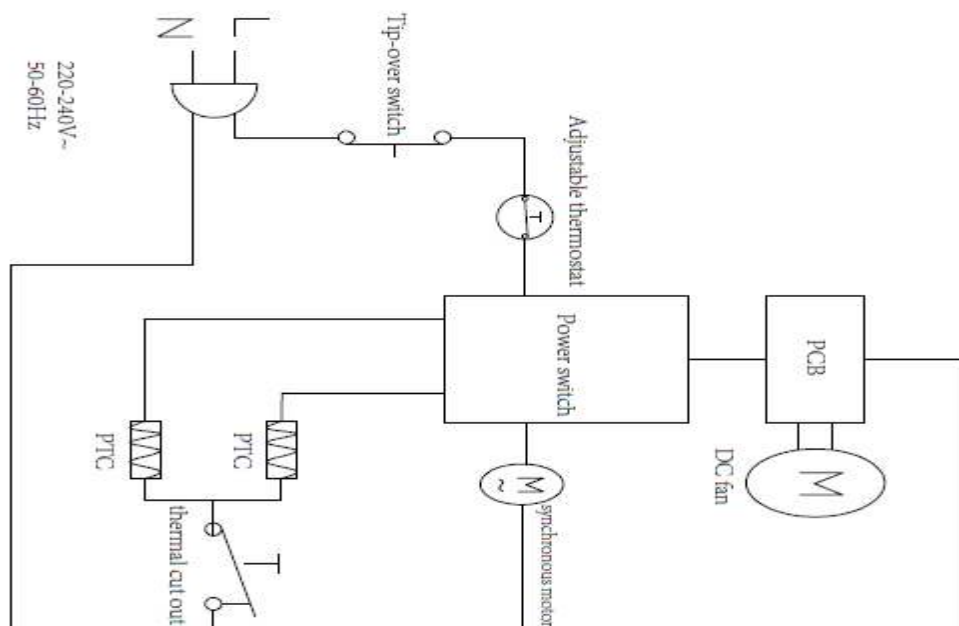 L
N
220-240V~
50-60Hz
Tip-over switch
Adjustable thermostat
T
Power switch
PCB
M
DC fan
PTC
PTC
M
~
synchronous motor
thermal cut out